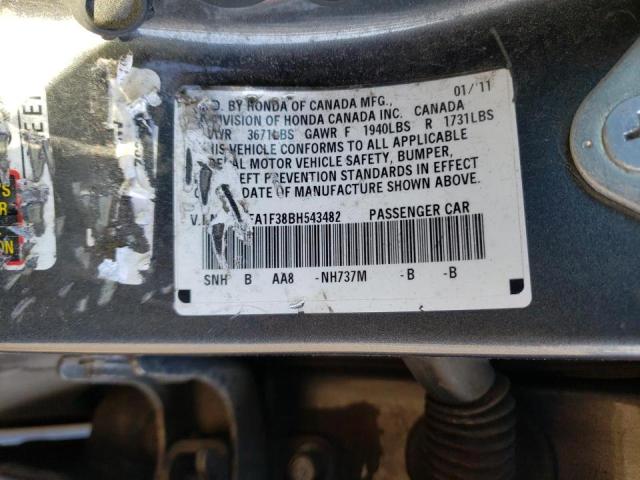 D. BY HONDA OF CANADA MFG., 01/'11
DIVISION OF HONDA CANADA INC. CANADA
3671LBS GAWR F 1940LBS R 1731LBS
VEHICLE CONFORMS TO ALL APPLICABLE
MOTOR VEHICLE SAFETY, BUMPER,
PREVENTION STANDARDS IN EFFECT
DATE OF MANUFACTURE SHOWN ABOVE.
A1F38BH543482 PASSENGER CAR
SNH B AA8 -NH737M -B -B